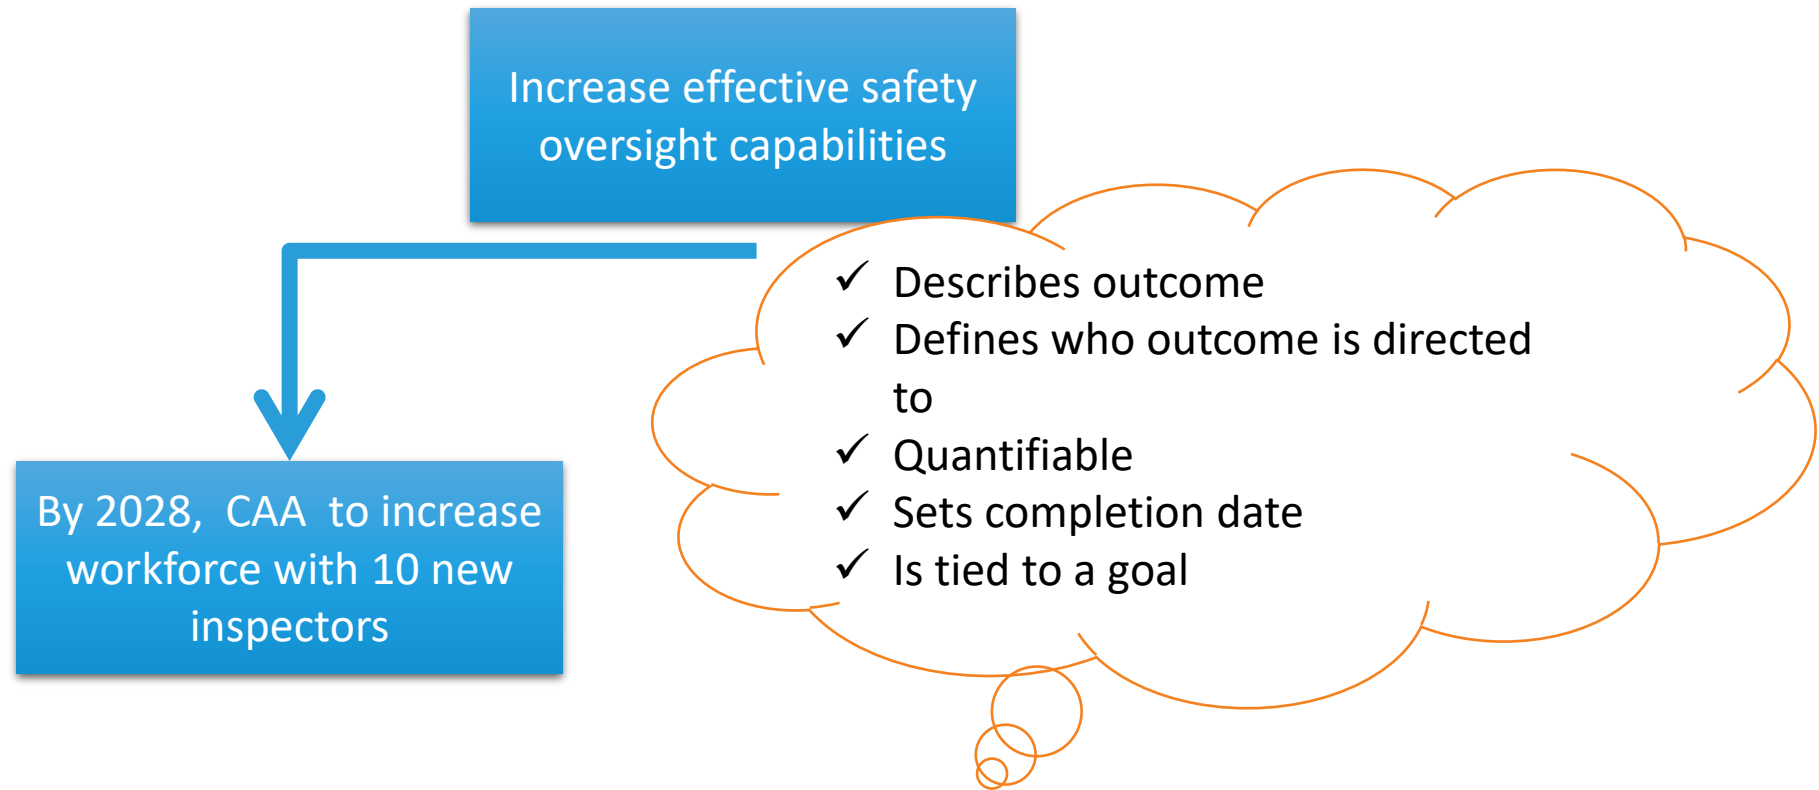 Increase effective safety
oversight capabilities
✓ Describes outcome
✓ Defines who outcome is directed
to
✓ Quantifiable
✓ Sets completion date
✓ Is tied to a goal
By 2028,  CAA  to increase
workforce with 10 new
inspectors